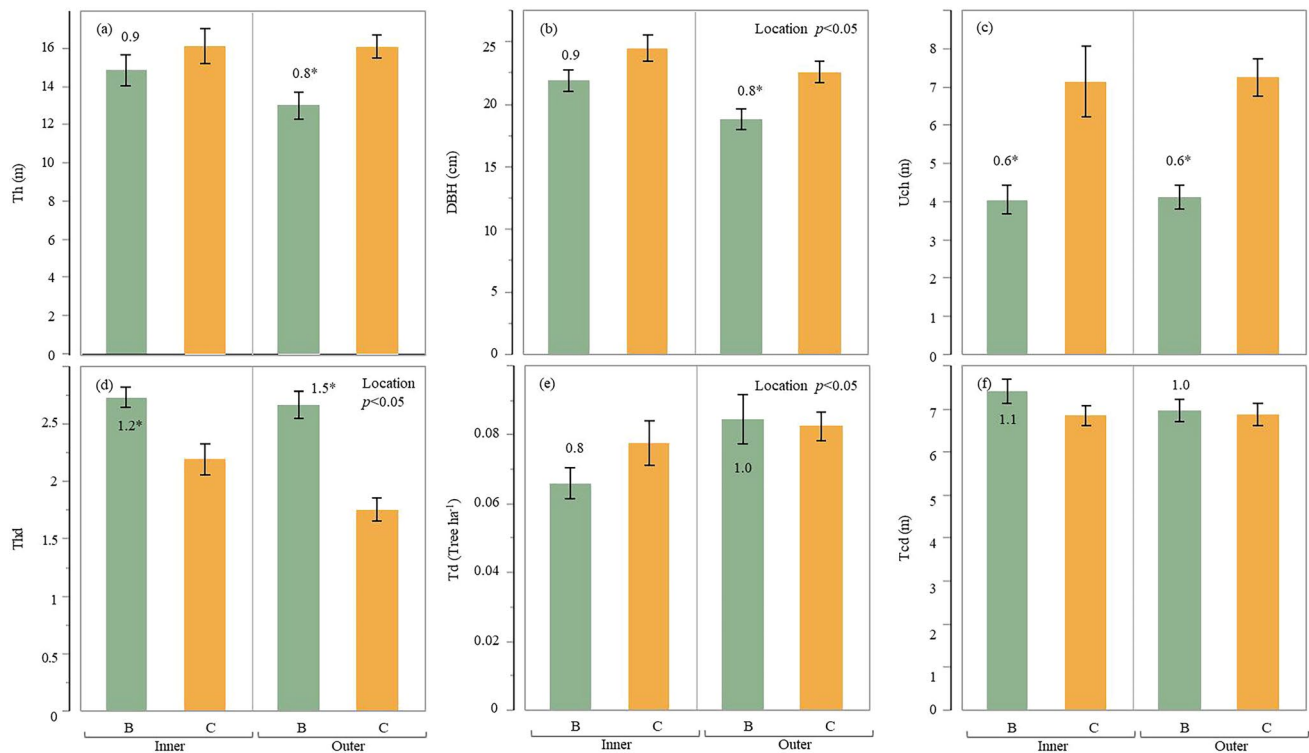 (a)
0.9
0.8*
16
14
12
10
8
6
4
2
0
Th (m)
(b)
Location p<0.05
0.9
0.8*
25
20
15
10
5
0
DBH (cm)
(c)
0.6*
0.6*
8
7
6
5
4
3
2
1
0
Uch (m)
(d)
1.2*
1.5*
Location
p<0.05
2.5
2
1.5
1
0.5
0
Thd
B C B C
Inner Outer
(e)
Location p<0.05
0.8
1.0
0.08
0.06
0.04
0.02
0
Td (Tree ha⁻¹)
B C B C
Inner Outer
(f)
1.1
1.0
7
6
5
7
3
2
1
0
Tcd (m)
B C B C
Inner Outer